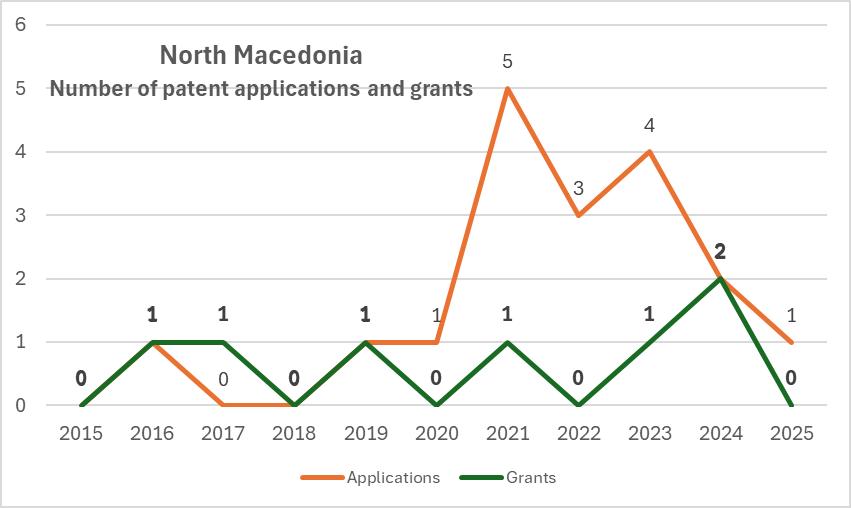 6
North Macedonia
5
Number of patent applications and grants
5
4
4
3
3
2
2
1 1 1 1 1 1 1
1
0 0 0 0 0 0
0
2015 2016 2017 2018 2019 2020 2021 2022 2023 2024 2025
Applications Grants